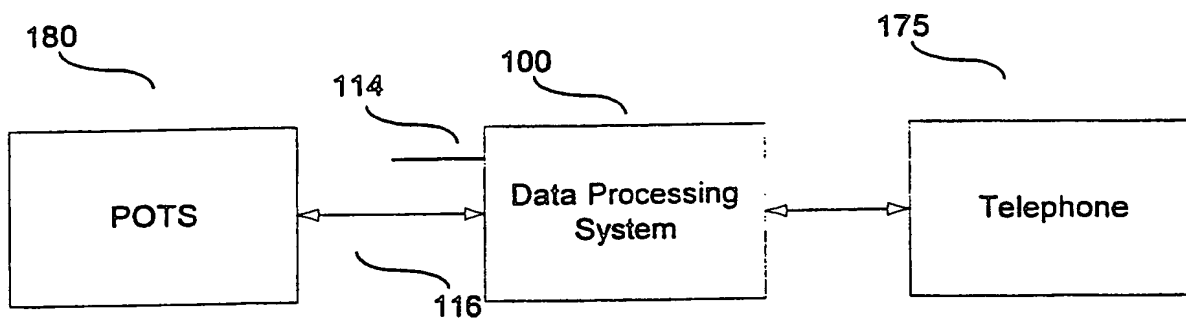 180
175
100
114
POTS
Data Processing
System
Telephone
116